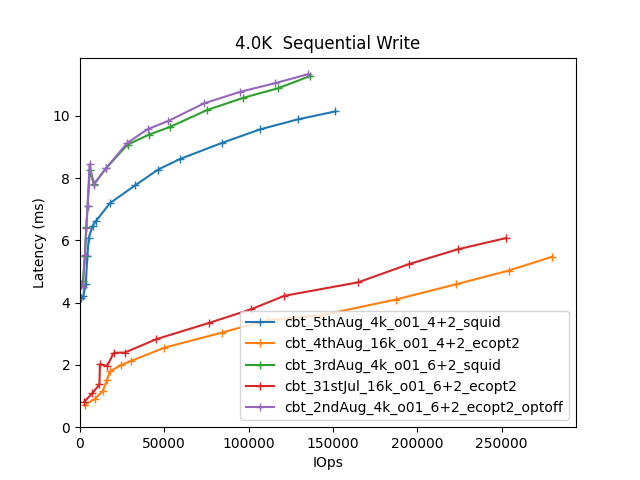 4.0K  Sequential Write
Latency (ms)
10
8
6
4
2
0
0
50000
100000
150000
200000
250000
IOps
cbt_5thAug_4k_o01_4+2_squid
cbt_4thAug_16k_o01_4+2_ecopt2
cbt_3rdAug_4k_o01_6+2_squid
cbt_31stJul_16k_o01_6+2_ecopt2
cbt_2ndAug_4k_o01_6+2_ecopt2_optoff